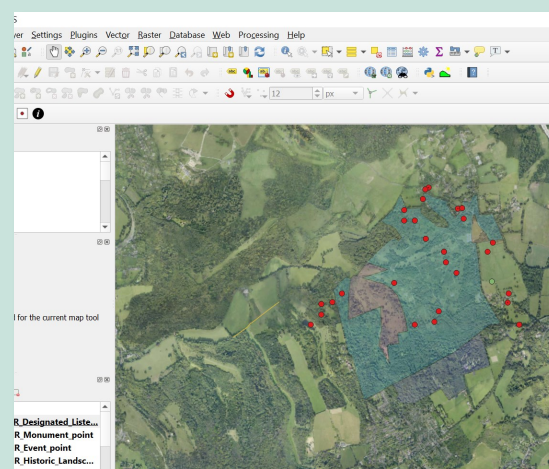 S
yer Settings Plugins Vector Raster Database Web Processing Help
12 px
l for the current map tool
R_Designated_Liste...
R_Monument_point
R_Event_point
R_Historic_Landsc...